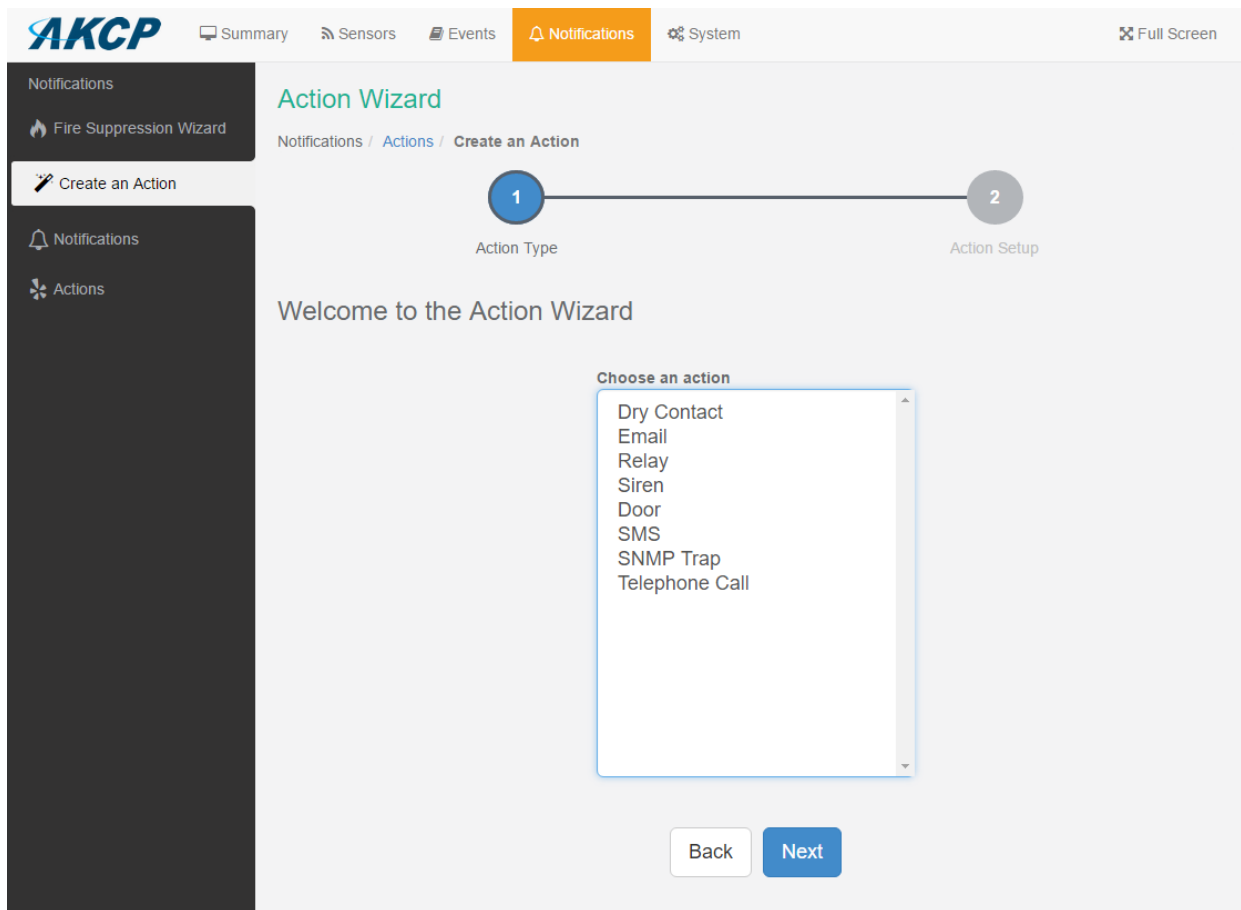 AKCP Summary Sensors Events Notifications System Full Screen
Notifications
Fire Suppression Wizard
Create an Action
Notifications
Actions
Action Wizard
Notifications / Actions / Create an Action
1 2
Action Type Action Setup
Welcome to the Action Wizard
Choose an action
Dry Contact
Email
Relay
Siren
Door
SMS
SNMP Trap
Telephone Call
Back Next